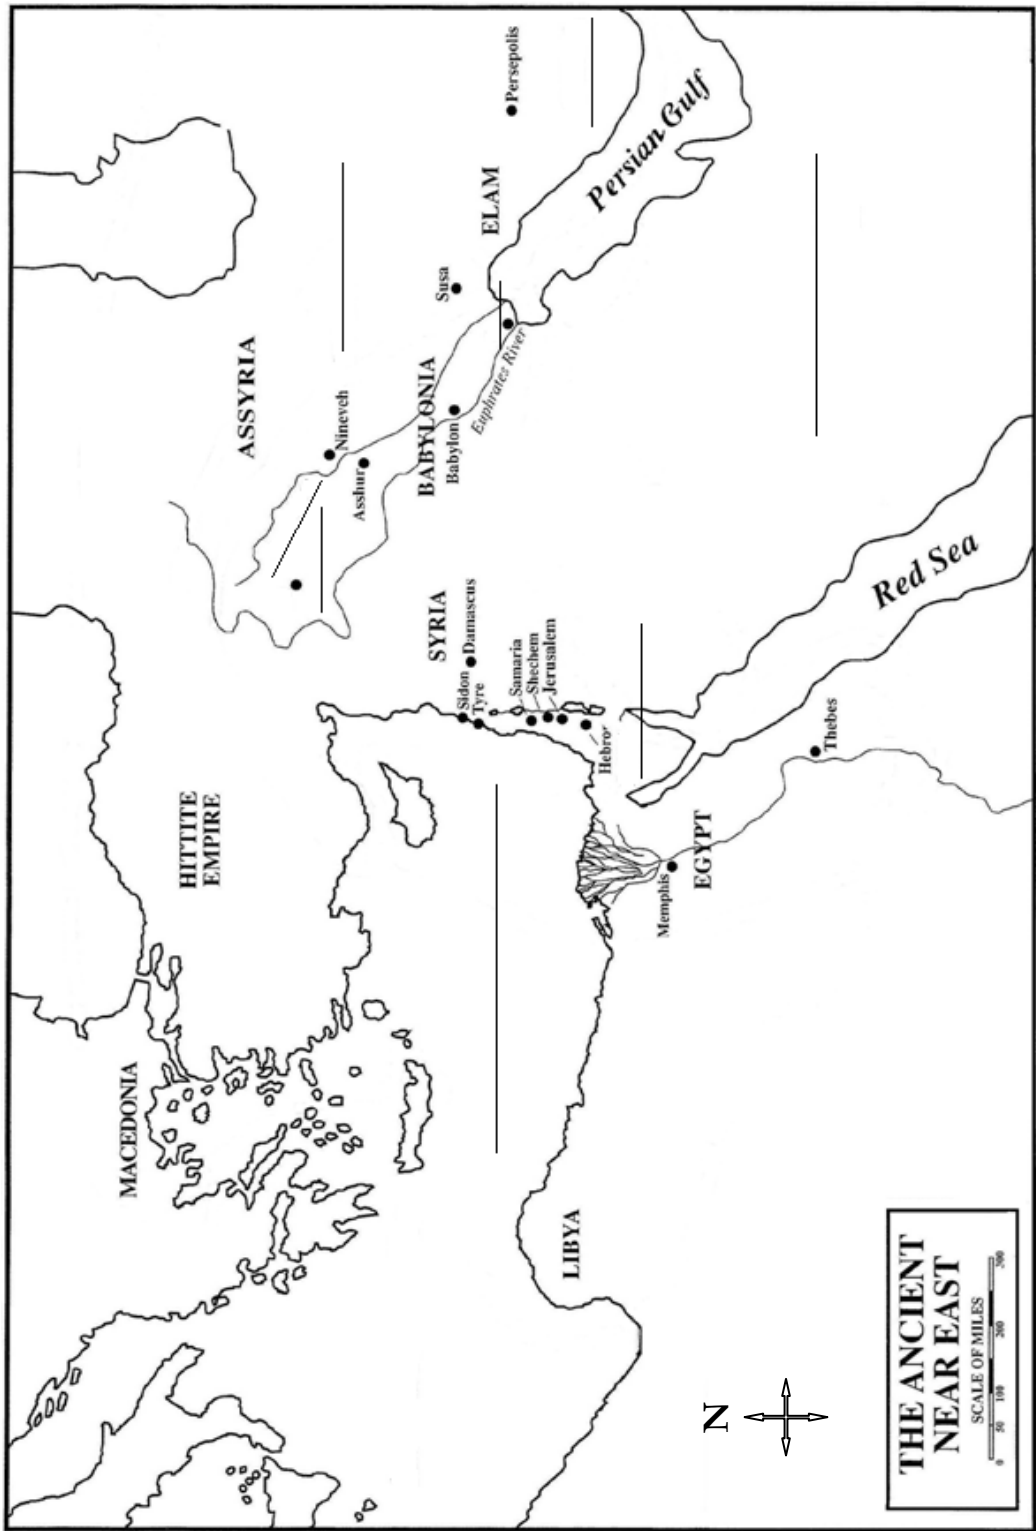 MACEDONIA
HITTITE
EMPIRE
ASSYRIA
Nineveh
Asshur
BABYLONIA
SYRIA
Susa
Babylon
Sidon
Damascus
Tyre
ELAM
Euphrates River
Persepolis
Samaria
Shechem
Jerusalem
LIBYA
Hebro
Persian Gulf
Memphis
EGYPT
N
Thebes
Red Sea
THE ANCIENT
NEAR EAST
SCALE OF MILES
0 50 100 200 300